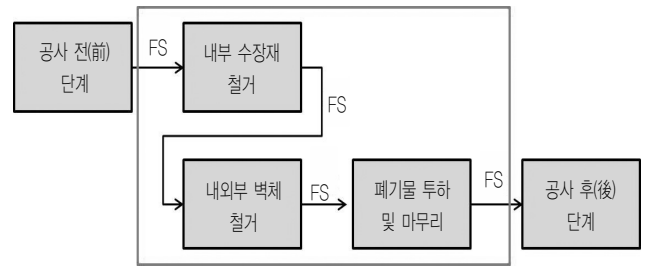 공사 전(前)
단계
FS
내부 수장재
철거
FS
내외부 벽체
철거
FS
폐기물 투하
및 마무리
FS
공사 후(後)
단계